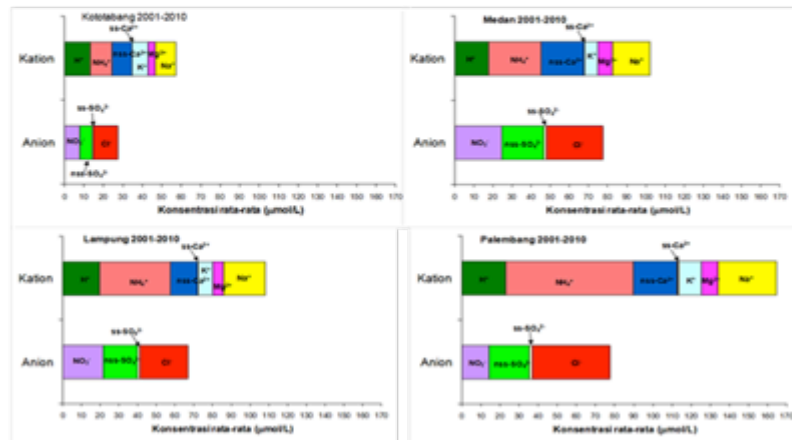 Kototabang 2001-2010
ss-Ca²⁺
Kation
H⁺ NH₄⁺ nss-Ca²⁺ K⁺ Mg²⁺ Na⁺
ss-SO₄²⁻
Anion
NO₃⁻ Cl⁻
nss-SO₄²⁻
0 10 20 30 40 50 60 70 80 90 100 110 120 130 140 150 160 170
Konsentrasi rata-rata (µmol/L)
Medan 2001-2010
ss-Ca²⁺
Kation
H⁺ NH₄⁺ nss-Ca²⁺ K⁺ Mg²⁺ Na⁺
ss-SO₄²⁻
Anion
NO₃⁻ nss-SO₄²⁻ Cl⁻
0 10 20 30 40 50 60 70 80 90 100 110 120 130 140 150 160 170
Konsentrasi rata-rata (µmol/L)
Lampung 2001-2010
ss-Ca²⁺
Kation
H⁺ NH₄⁺ nss-Ca²⁺ K⁺ Mg²⁺ Na⁺
ss-SO₄²⁻
Anion
NO₃⁻ nss-SO₄²⁻ Cl⁻
0 10 20 30 40 50 60 70 80 90 100 110 120 130 140 150 160 170
Konsentrasi rata-rata (µmol/L)
Palembang 2001-2010
ss-Ca²⁺
Kation
H⁺ NH₄⁺ nss-Ca²⁺ K⁺ Mg²⁺ Na⁺
ss-SO₄²⁻
Anion
NO₃⁻ nss-SO₄²⁻ Cl⁻
0 10 20 30 40 50 60 70 80 90 100 110 120 130 140 150 160 170
Konsentrasi rata-rata (µmol/L)